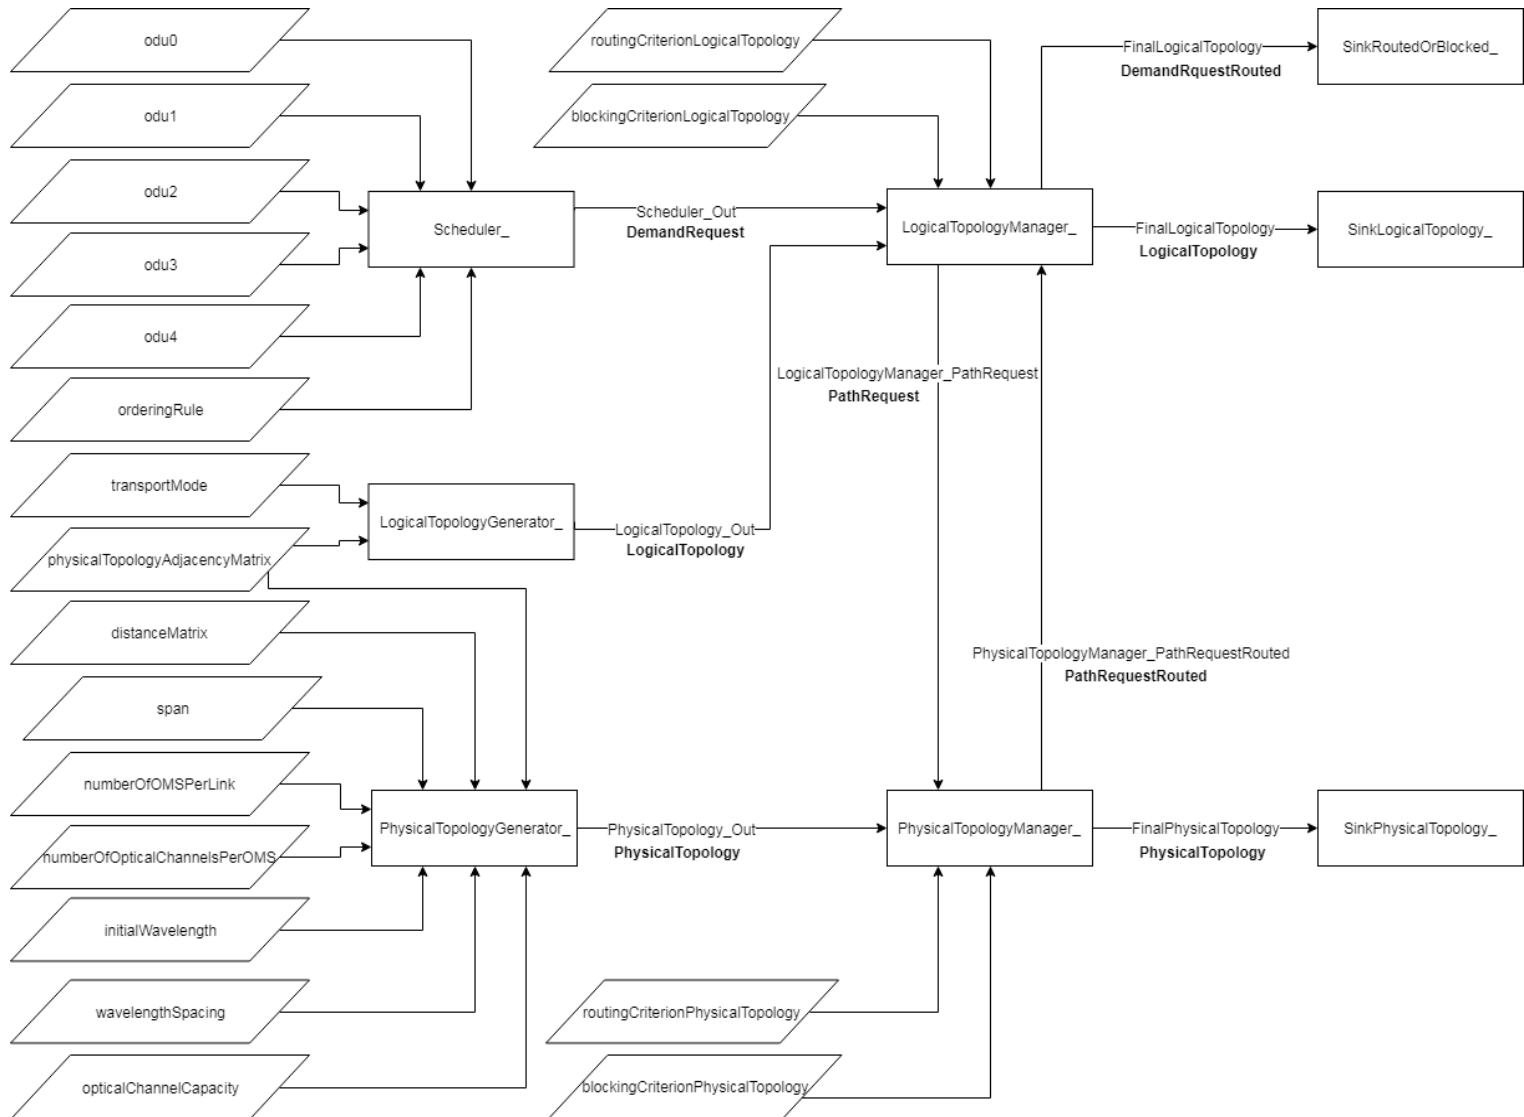 odu0
routingCriterionLogicalTopology
FinalLogicalTopology
DemandRquestRouted
SinkRoutedOrBlocked_
odu1
blockingCriterionLogicalTopology
odu2
Scheduler_
Scheduler_Out
DemandRequest
LogicalTopologyManager_
FinalLogicalTopology
LogicalTopology
SinkLogicalTopology_
odu3
odu4
LogicalTopologyManager_PathRequest
PathRequest
orderingRule
transportMode
LogicalTopologyGenerator_
LogicalTopology_Out
LogicalTopology
physicalTopologyAdjacencyMatrix
distanceMatrix
PhysicalTopologyManager_PathRequestRouted
PathRequestRouted
span
numberOfOMSPerLink
PhysicalTopologyGenerator_
PhysicalTopology_Out
PhysicalTopology
PhysicalTopologyManager_
FinalPhysicalTopology
PhysicalTopology
SinkPhysicalTopology_
numberOfOpticalChannelsPerOMS
initialWavelength
wavelengthSpacing
routingCriterionPhysicalTopology
opticalChannelCapacity
blockingCriterionPhysicalTopology